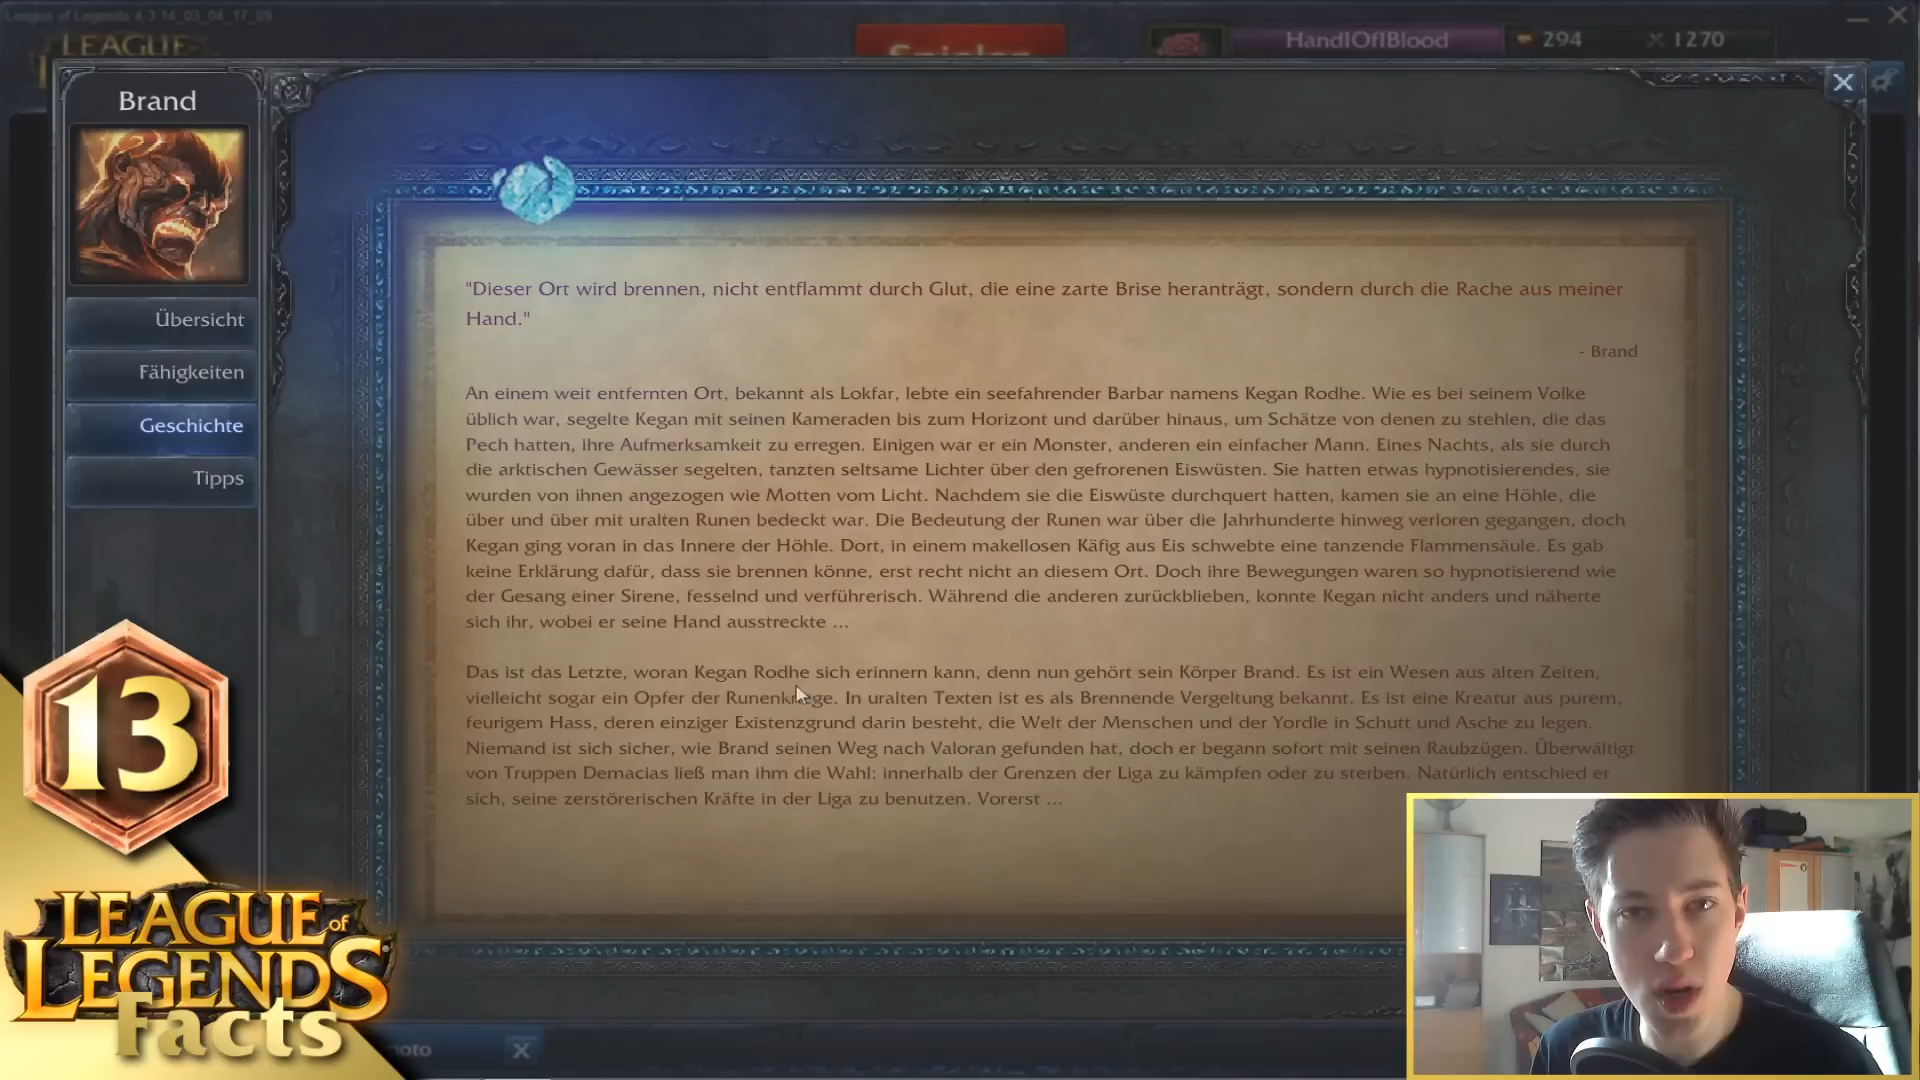 League of Legends 4.3 14_03_04_17_09
LEAGUE
Spielen
HandIOfIBlood
294
1270
Brand
Übersicht
Fähigkeiten
Geschichte
Tipps
"Dieser Ort wird brennen, nicht entflammt durch Glut, die eine zarte Brise heranträgt, sondern durch die Rache aus meiner
Hand."
- Brand
An einem weit entfernten Ort, bekannt als Lokfar, lebte ein seefahrender Barbar namens Kegan Rodhe. Wie es bei seinem Volke
üblich war, segelte Kegan mit seinen Kameraden bis zum Horizont und darüber hinaus, um Schätze von denen zu stehlen, die das
Pech hatten, ihre Aufmerksamkeit zu erregen. Einigen war er ein Monster, anderen ein einfacher Mann. Eines Nachts, als sie durch
die arktischen Gewässer segelten, tanzten seltsame Lichter über den gefrorenen Eiswüsten. Sie hatten etwas hypnotisierendes, sie
wurden von ihnen angezogen wie Motten vom Licht. Nachdem sie die Eiswüste durchquert hatten, kamen sie an eine Höhle, die
über und über mit uralten Runen bedeckt war. Die Bedeutung der Runen war über die Jahrhunderte hinweg verloren gegangen, doch
Kegan ging voran in das Innere der Höhle. Dort, in einem makellosen Käfig aus Eis schwebte eine tanzende Flammensäule. Es gab
keine Erklärung dafür, dass sie brennen könne, erst recht nicht an diesem Ort. Doch ihre Bewegungen waren so hypnotisierend wie
der Gesang einer Sirene, fesselnd und verführerisch. Während die anderen zurückblieben, konnte Kegan nicht anders und näherte
sich ihr, wobei er seine Hand ausstreckte ...
Das ist das Letzte, woran Kegan Rodhe sich erinnern kann, denn nun gehört sein Körper Brand. Es ist ein Wesen aus alten Zeiten,
vielleicht sogar ein Opfer der Runenkriege. In uralten Texten ist es als Brennende Vergeltung bekannt. Es ist eine Kreatur aus purem,
feurigem Hass, deren einziger Existenzgrund darin besteht, die Welt der Menschen und der Yordle in Schutt und Asche zu legen.
Niemand ist sich sicher, wie Brand seinen Weg nach Valoran gefunden hat, doch er begann sofort mit seinen Raubzügen. Überwältigt
von Truppen Demacias ließ man ihm die Wahl: innerhalb der Grenzen der Liga zu kämpfen oder zu sterben. Natürlich entschied er
sich, seine zerstörerischen Kräfte in der Liga zu benutzen. Vorerst ...
13
LEAGUE of
LEGENDS
Facts